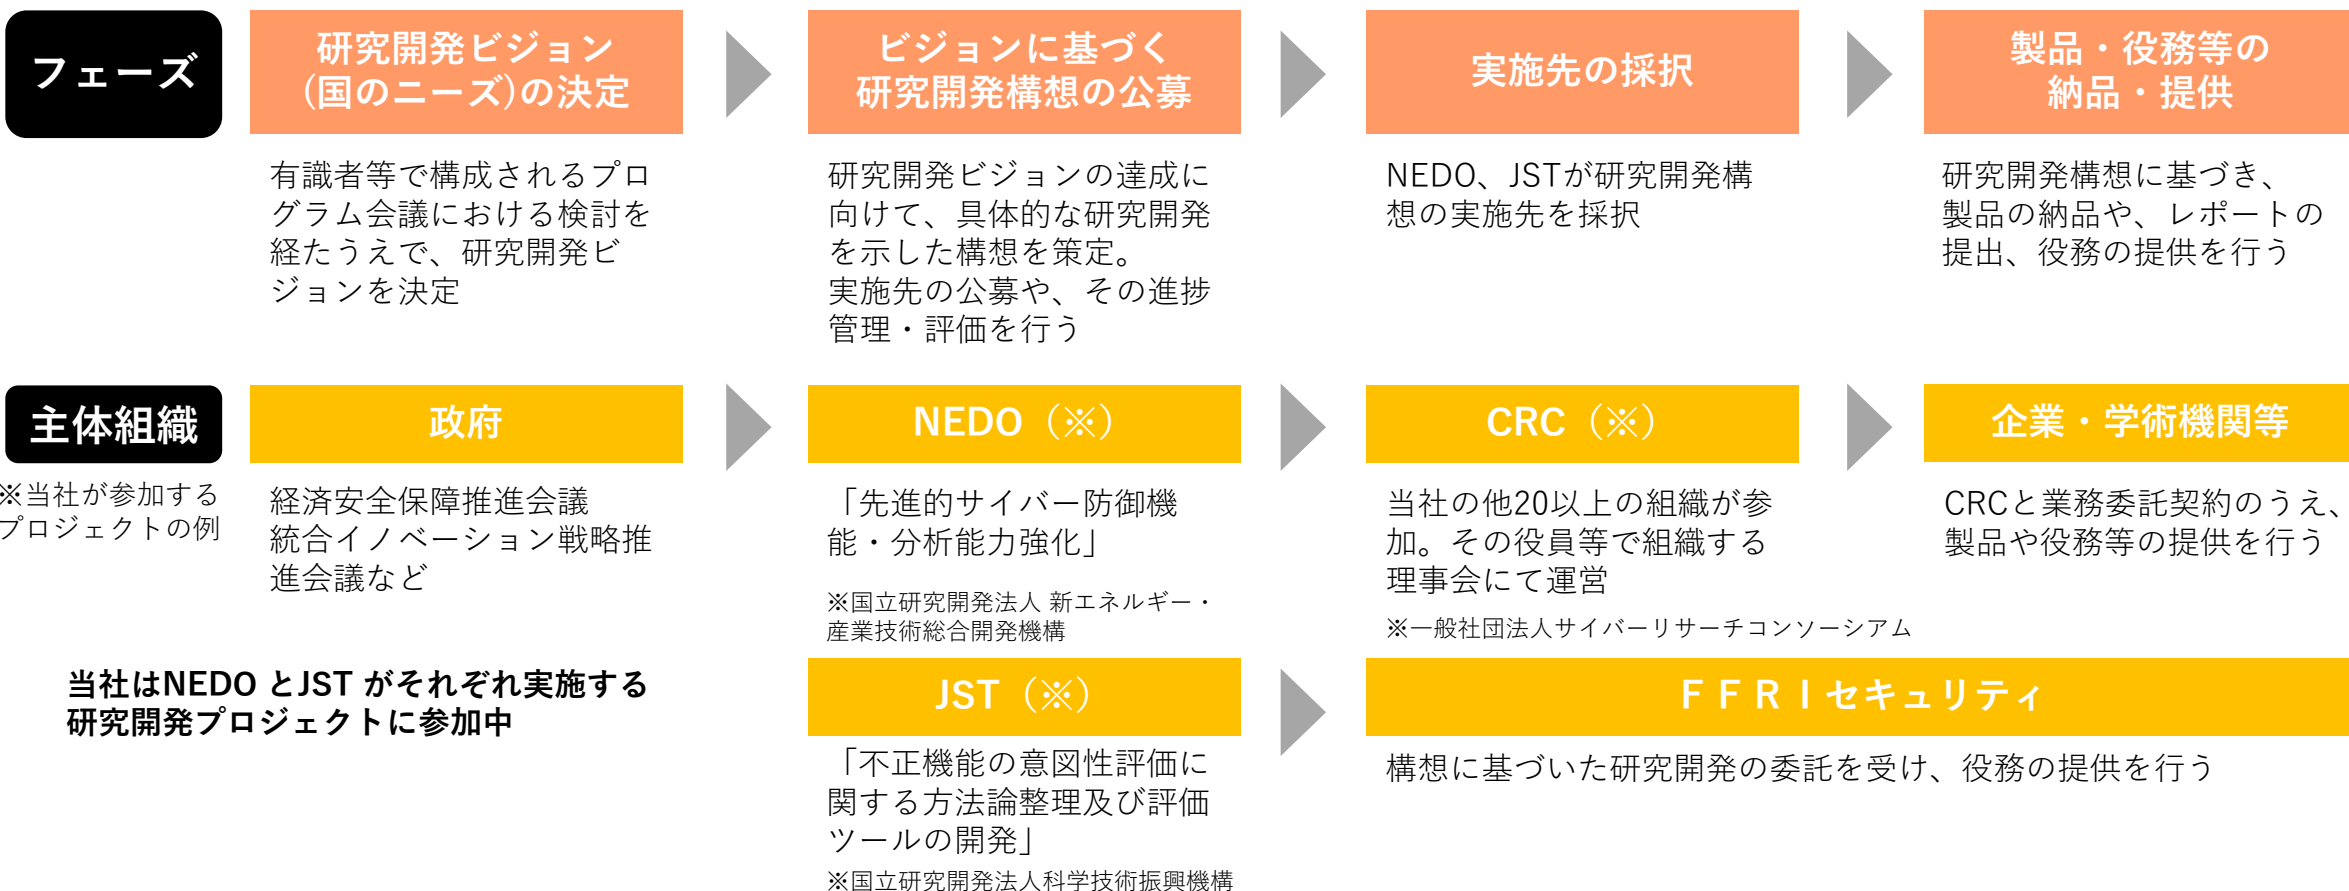 フェーズ
研究開発ビジョン
(国のニーズ)の決定
ビジョンに基づく
研究開発構想の公募
実施先の採択
製品・役務等の
納品・提供
有識者等で構成されるプロ
グラム会議における検討を
経たうえで、研究開発ビ
ジョンを決定
研究開発ビジョンの達成に
向けて、具体的な研究開発
を示した構想を策定。
実施先の公募や、その進捗
管理・評価を行う
NEDO、JSTが研究開発構
想の実施先を採択
研究開発構想に基づき、
製品の納品や、レポートの
提出、役務の提供を行う
主体組織
※当社が参加する
プロジェクトの例
政府
NEDO（※）
CRC（※）
企業・学術機関等
経済安全保障推進会議
統合イノベーション戦略推
進会議など
「先進的サイバー防御機
能・分析能力強化」
※国立研究開発法人 新エネルギー・
産業技術総合開発機構
当社の他20以上の組織が参
加。その役員等で組織する
理事会にて運営
※一般社団法人サイバーリサーチコンソーシアム
CRCと業務委託契約のうえ、
製品や役務等の提供を行う
当社はNEDO とJST がそれぞれ実施する
研究開発プロジェクトに参加中
JST（※）
ＦＦＲＩセキュリティ
「不正機能の意図性評価に
関する方法論整理及び評価
ツールの開発」
※国立研究開発法人科学技術振興機構
構想に基づいた研究開発の委託を受け、役務の提供を行う